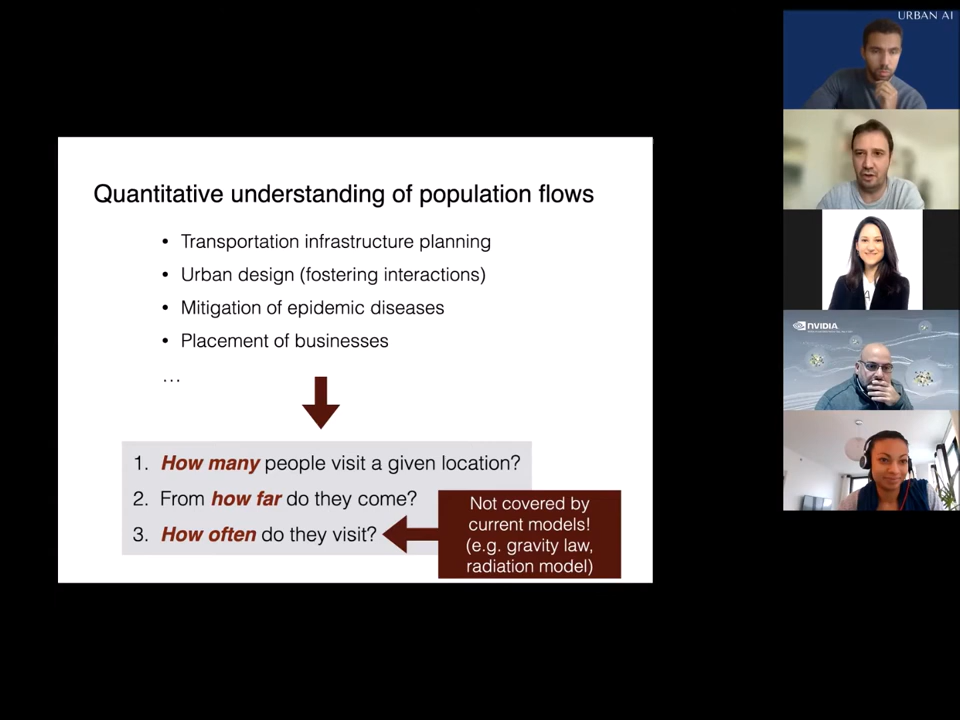 URBAN AI
Quantitative understanding of population flows
• Transportation infrastructure planning
• Urban design (fostering interactions)
• Mitigation of epidemic diseases
• Placement of businesses
...
1. How many people visit a given location?
2. From how far do they come?
3. How often do they visit?
Not covered by
current models!
(e.g. gravity law,
radiation model)
NVIDIA